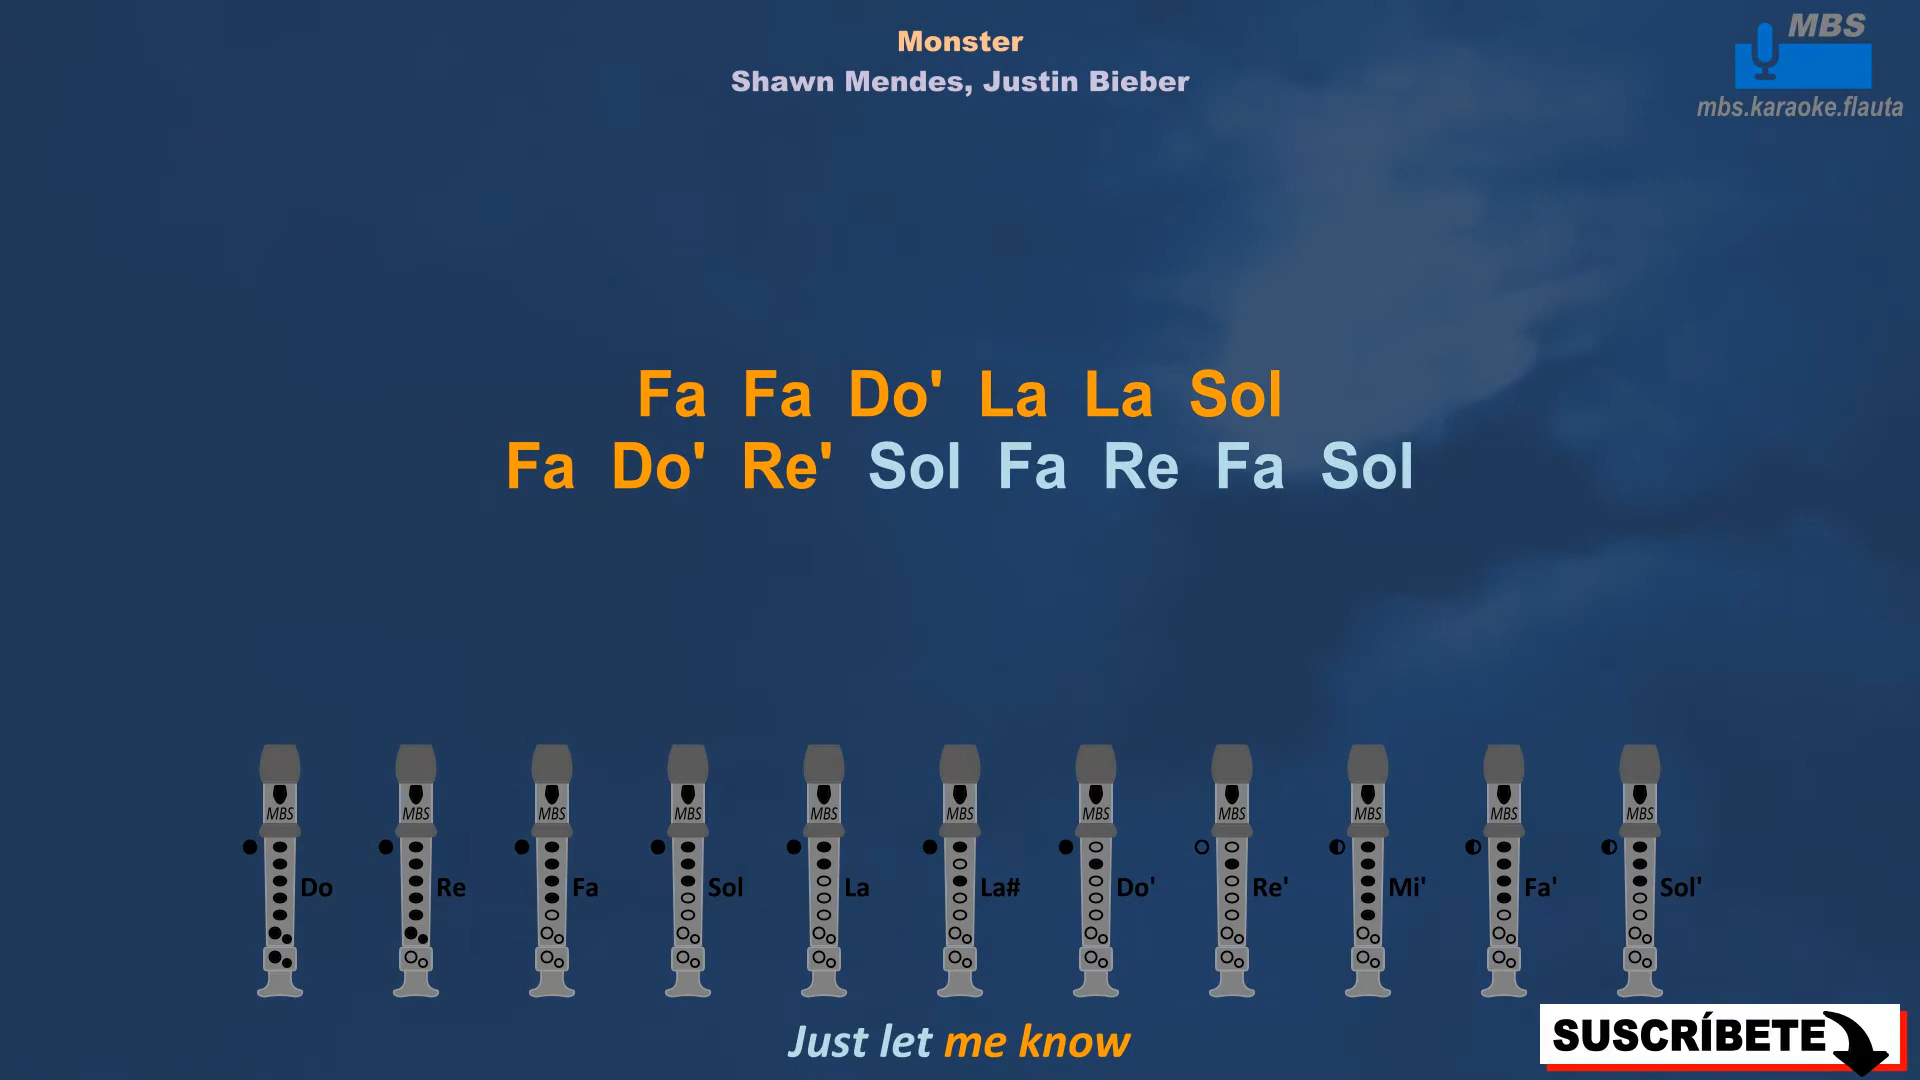 Monster
Shawn Mendes, Justin Bieber
MBS
mbs.karaoke.flauta
Fa Fa Do' La La Sol
Fa Do' Re' Sol Fa Re Fa Sol
MBS MBS MBS MBS MBS MBS MBS MBS MBS MBS MBS
Do Re Fa Sol La La# Do' Re' Mi' Fa' Sol'
Just let me know
SUSCRÍBETE